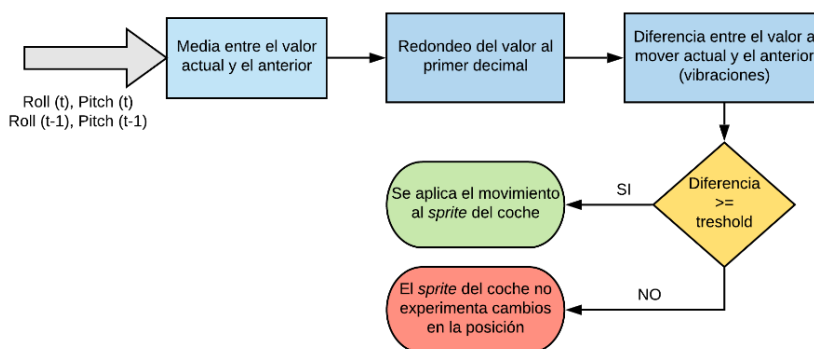 Media entre el valor
actual y el anterior
Redondeo del valor al
primer decimal
Diferencia entre el valor a
mover actual y el anterior
(vibraciones)
Roll (t), Pitch (t)
Roll (t-1), Pitch (t-1)
Diferencia
>=
treshold
SI
Se aplica el movimiento
al sprite del coche
NO
El sprite del coche no
experimenta cambios
en la posición